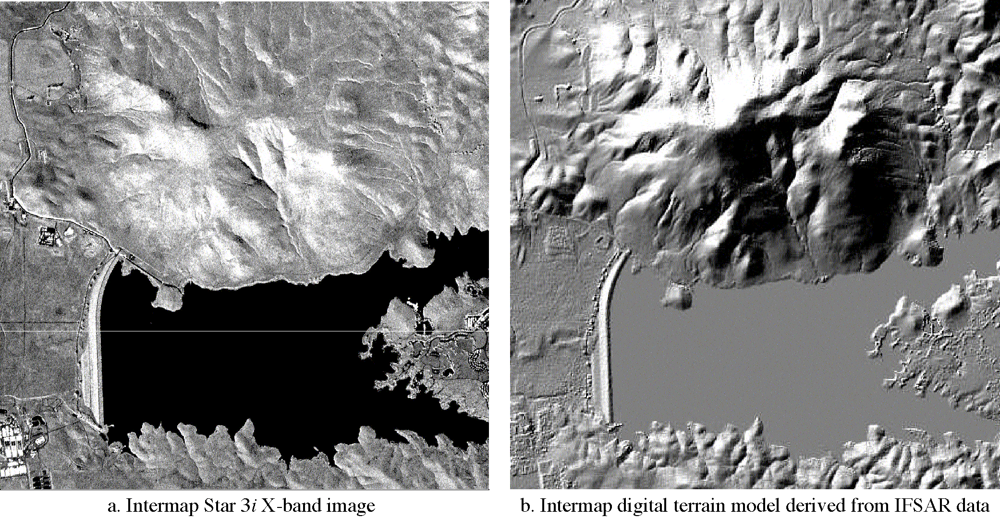 a. Intermap Star 3i X-band image
b. Intermap digital terrain model derived from IFSAR data